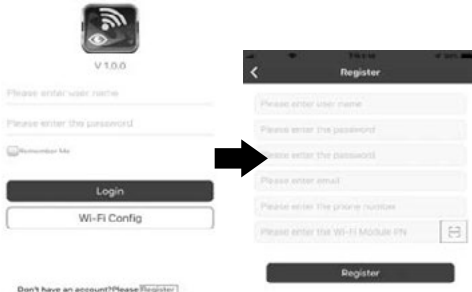 V 1.0.0
Please enter user name
Please enter the password
Remember Me
Login
Wi-Fi Config
Don't have an account?Please Register
Register
Please enter user name
Please enter the password
Please enter the password
Please enter email
Please enter the phone number
Please enter the Wi-Fi Module PN
Register